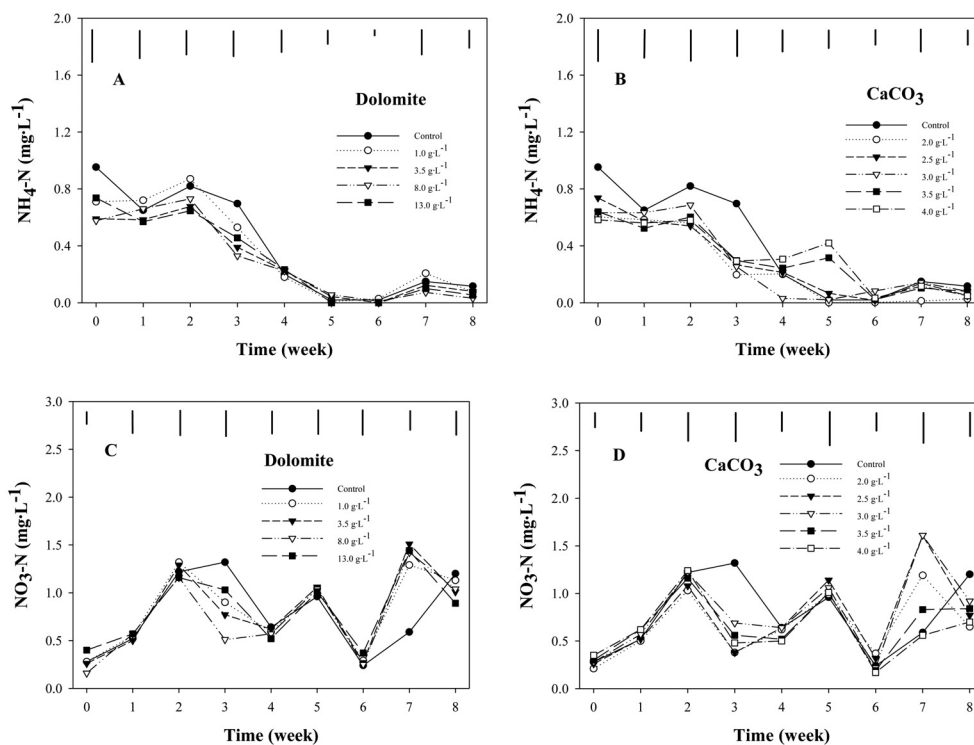 2.0
1.6
1.2
0.8
0.4
0.0
NH4-N (mg·L-1)
A
Dolomite
Control
1.0 g·L-1
3.5 g·L-1
8.0 g·L-1
13.0 g·L-1
0 1 2 3 4 5 6 7 8
Time (week)
2.0
1.6
1.2
0.8
0.4
0.0
NH4-N (mg·L-1)
B
CaCO3
Control
2.0 g·L-1
2.5 g·L-1
3.0 g·L-1
3.5 g·L-1
4.0 g·L-1
0 1 2 3 4 5 6 7 8
Time (week)
3.0
2.5
2.0
1.5
1.0
0.5
0.0
NO3-N (mg·L-1)
C
Dolomite
Control
1.0 g·L-1
3.5 g·L-1
8.0 g·L-1
13.0 g·L-1
0 1 2 3 4 5 6 7 8
Time (week)
3.0
2.5
2.0
1.5
1.0
0.5
0.0
NO3-N (mg·L-1)
D
CaCO3
Control
2.0 g·L-1
2.5 g·L-1
3.0 g·L-1
3.5 g·L-1
4.0 g·L-1
0 1 2 3 4 5 6 7 8
Time (week)